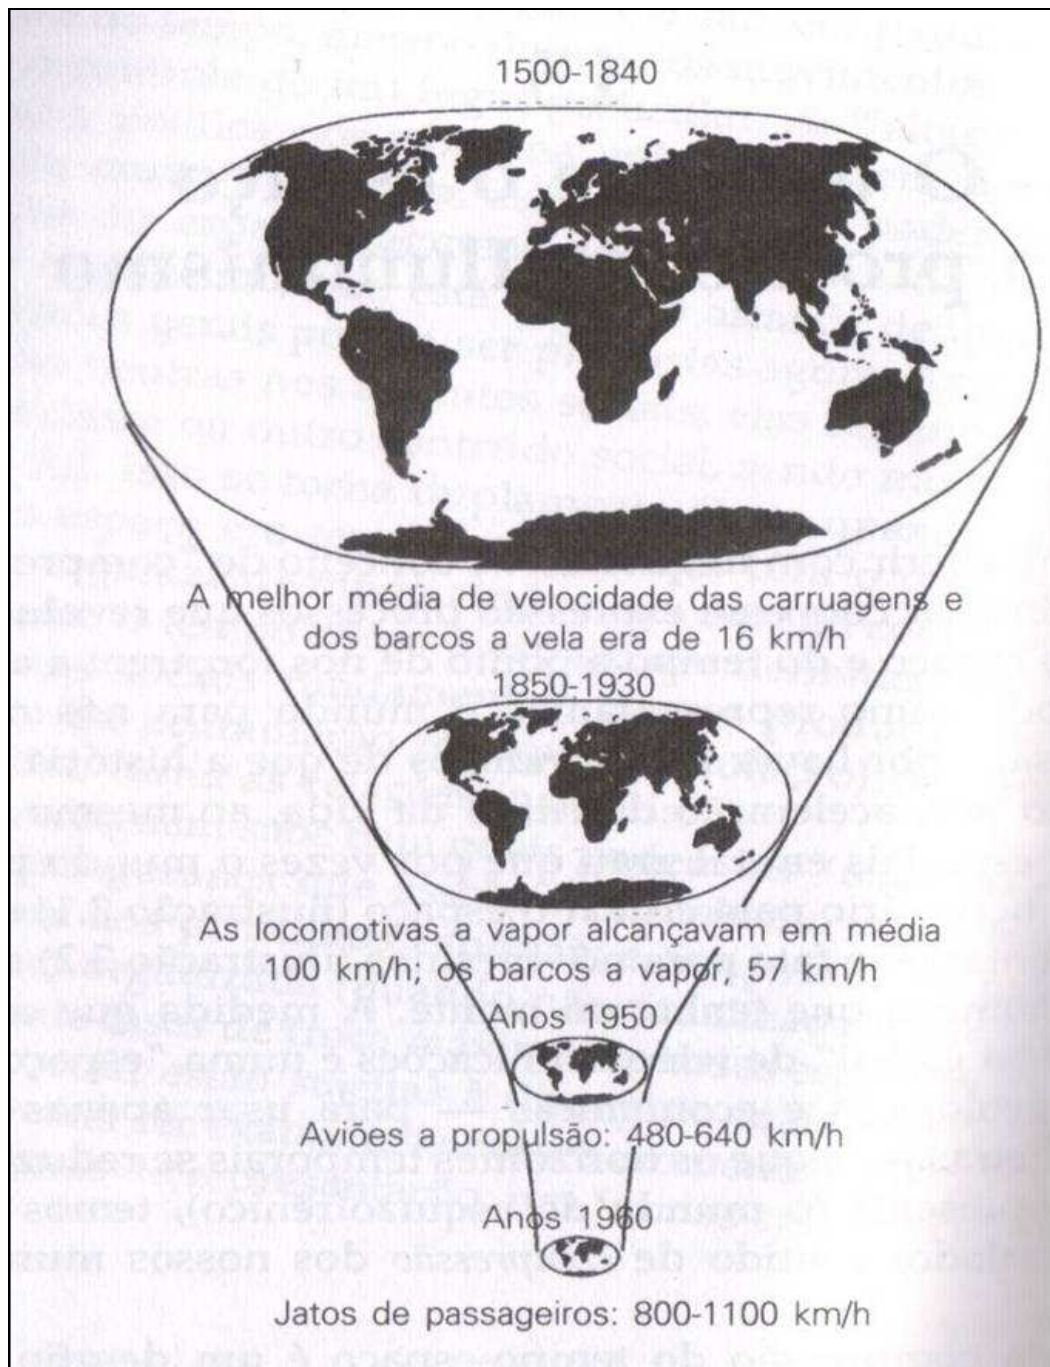 1500-1840
A melhor média de velocidade das carruagens e
dos barcos a vela era de 16 km/h
1850-1930
As locomotivas a vapor alcançavam em média
100 km/h; os barcos a vapor, 57 km/h
Anos 1950
Aviões a propulsão: 480-640 km/h
Anos 1960
Jatos de passageiros: 800-1100 km/h